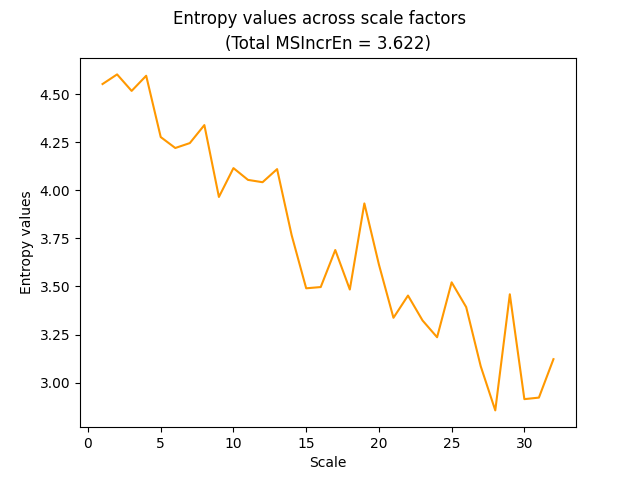 Entropy values across scale factors
(Total MSIncrEn = 3.622)
4.50
4.25
4.00
3.75
3.50
3.25
3.00
Entropy values
0 5 10 15 20 25 30
Scale